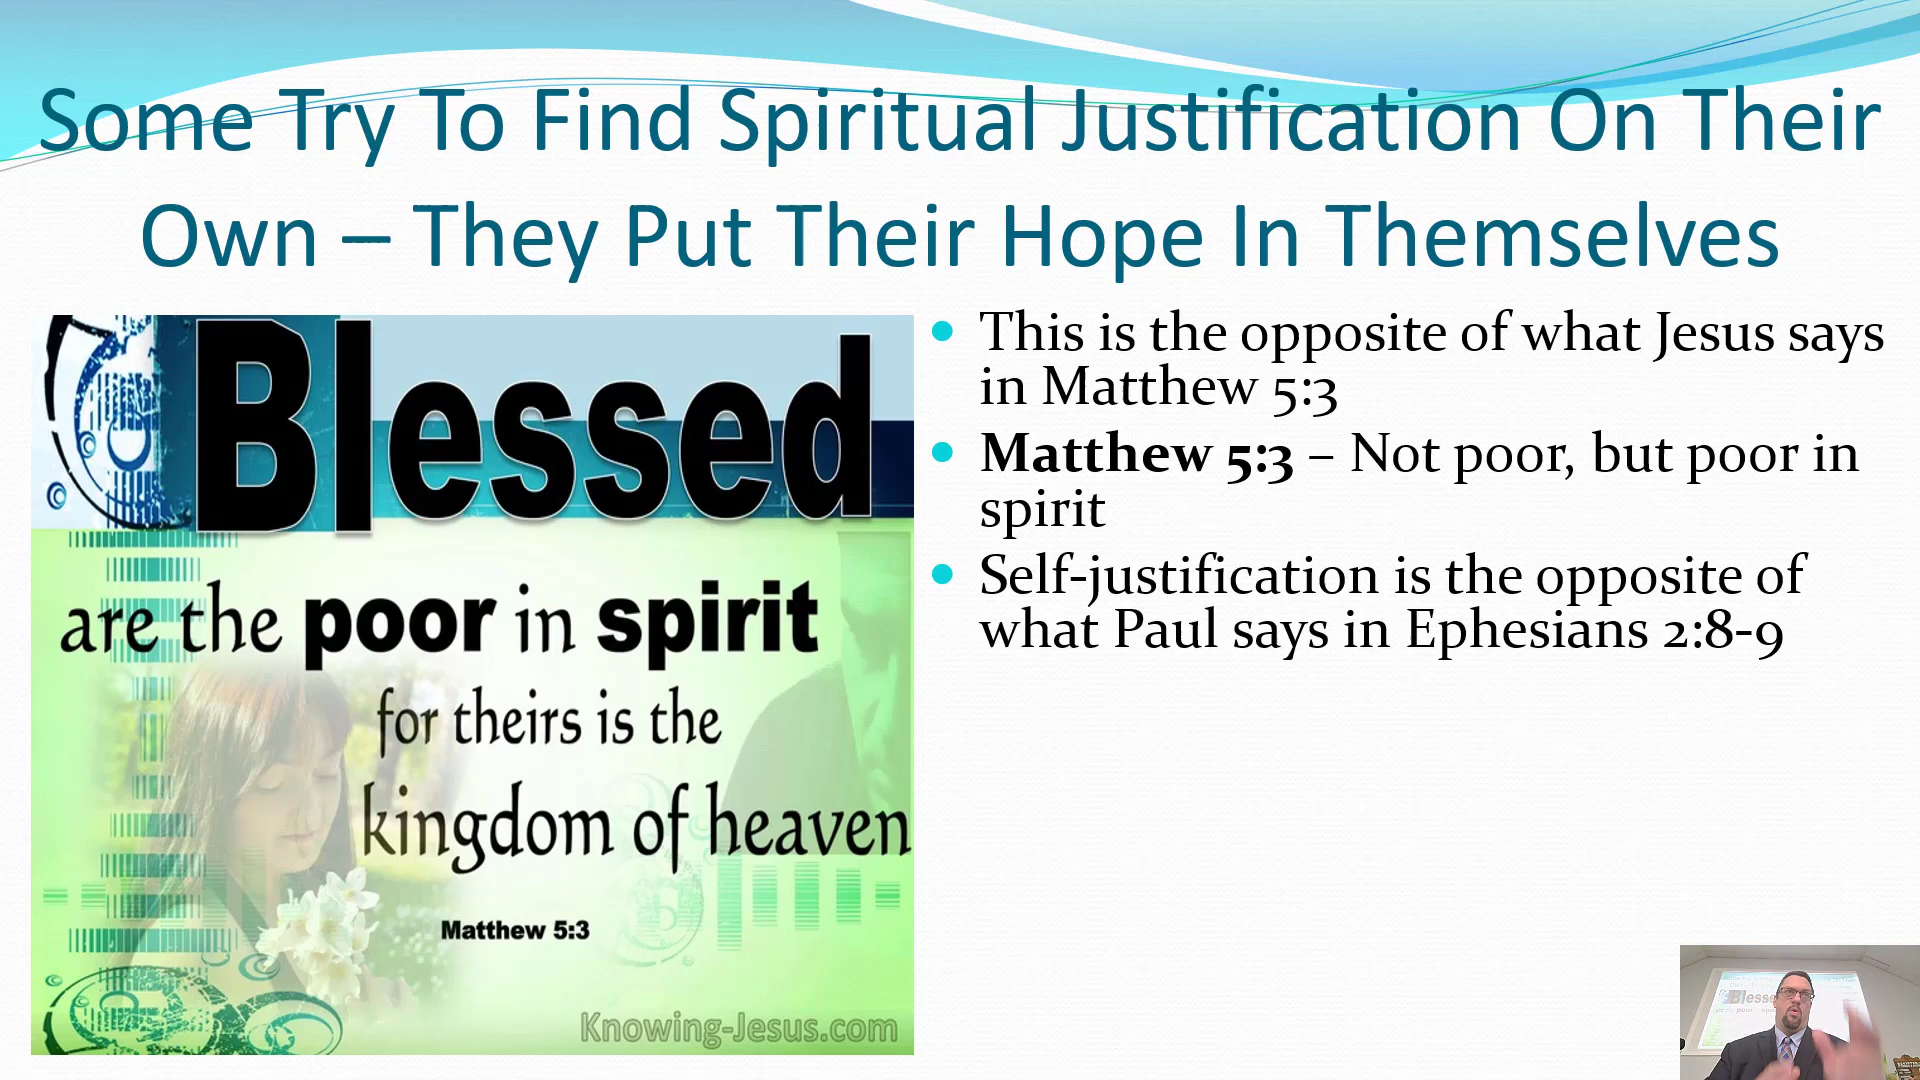 Some Try To Find Spiritual Justification On Their
Own – They Put Their Hope In Themselves
Blessed
are the poor in spirit
for theirs is the
kingdom of heaven
Matthew 5:3
Knowing-Jesus.com
• This is the opposite of what Jesus says
in Matthew 5:3
• Matthew 5:3 – Not poor, but poor in
spirit
• Self-justification is the opposite of
what Paul says in Ephesians 2:8-9